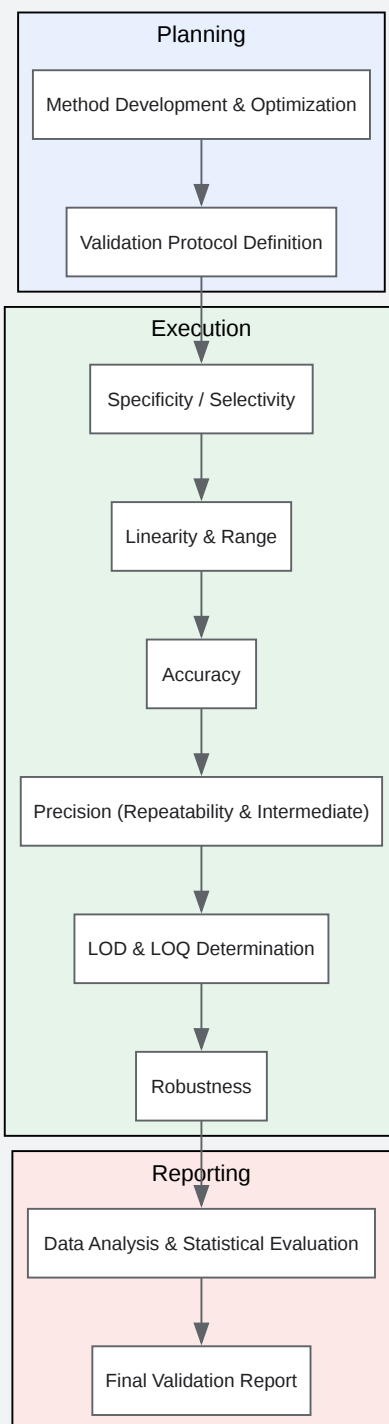 Planning
Method Development & Optimization
Validation Protocol Definition
Execution
Specificity / Selectivity
Linearity & Range
Accuracy
Precision (Repeatability & Intermediate)
LOD & LOQ Determination
Robustness
Reporting
Data Analysis & Statistical Evaluation
Final Validation Report